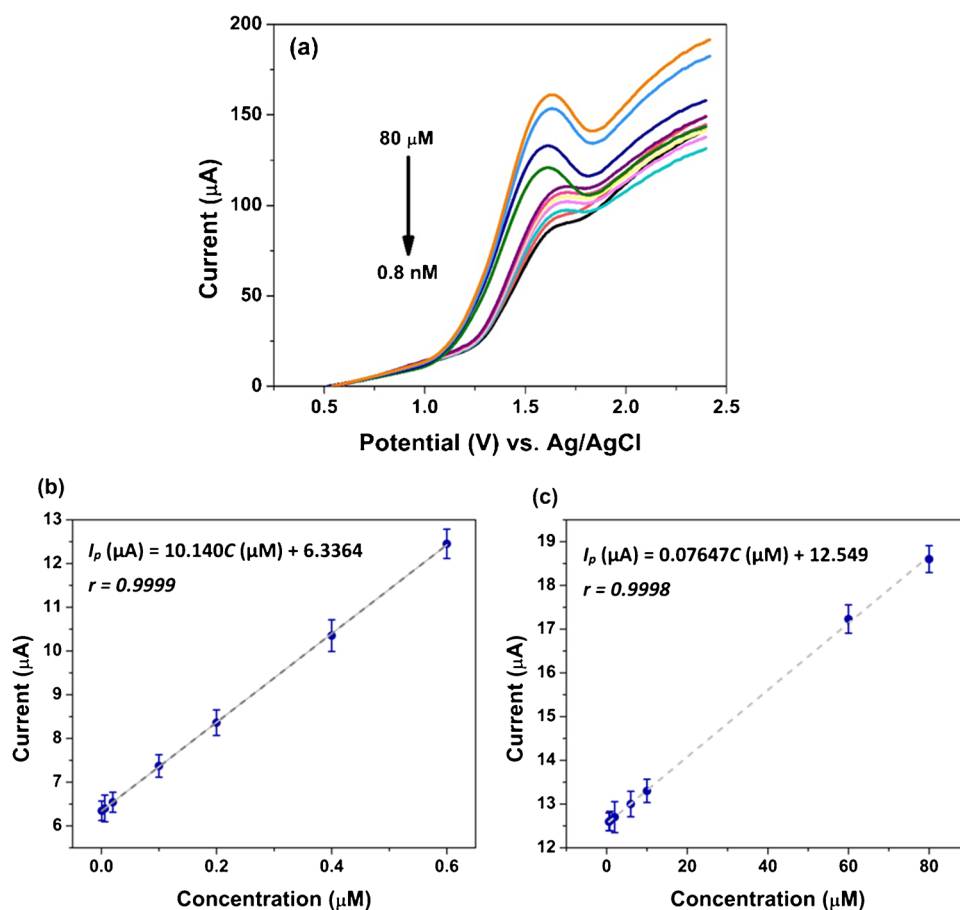 (a)
200
150
100
50
0
Current (μA)
80 μM
0.8 nM
0.5 1.0 1.5 2.0 2.5
Potential (V) vs. Ag/AgCl
(b)
13
12
11
10
9
8
7
6
Current (μA)
Iₚ (μA) = 10.140C (μM) + 6.3364
r = 0.9999
0.0 0.2 0.4 0.6
Concentration (μM)
(c)
19
18
17
16
15
14
13
12
Current (μA)
Iₚ (μA) = 0.07647C (μM) + 12.549
r = 0.9998
0 20 40 60 80
Concentration (μM)